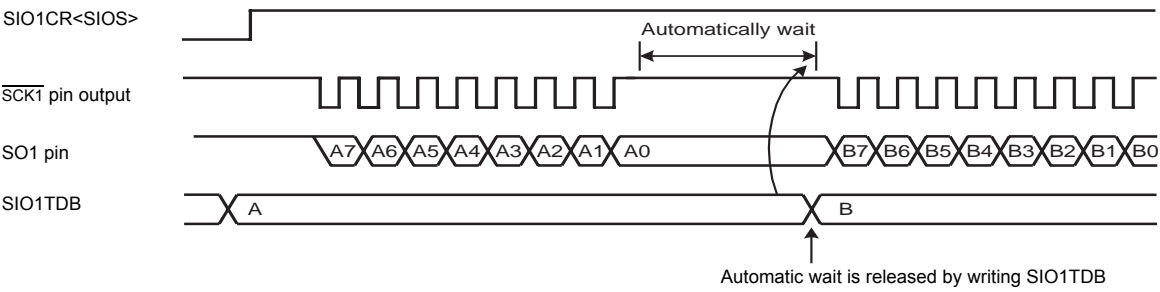 SIO1CR<SIOS>
Automatically wait
SCK1 pin output
SO1 pin
A7 A6 A5 A4 A3 A2 A1 A0 B7 B6 B5 B4 B3 B2 B1 B0
SIO1TDB
A B
Automatic wait is released by writing SIO1TDB